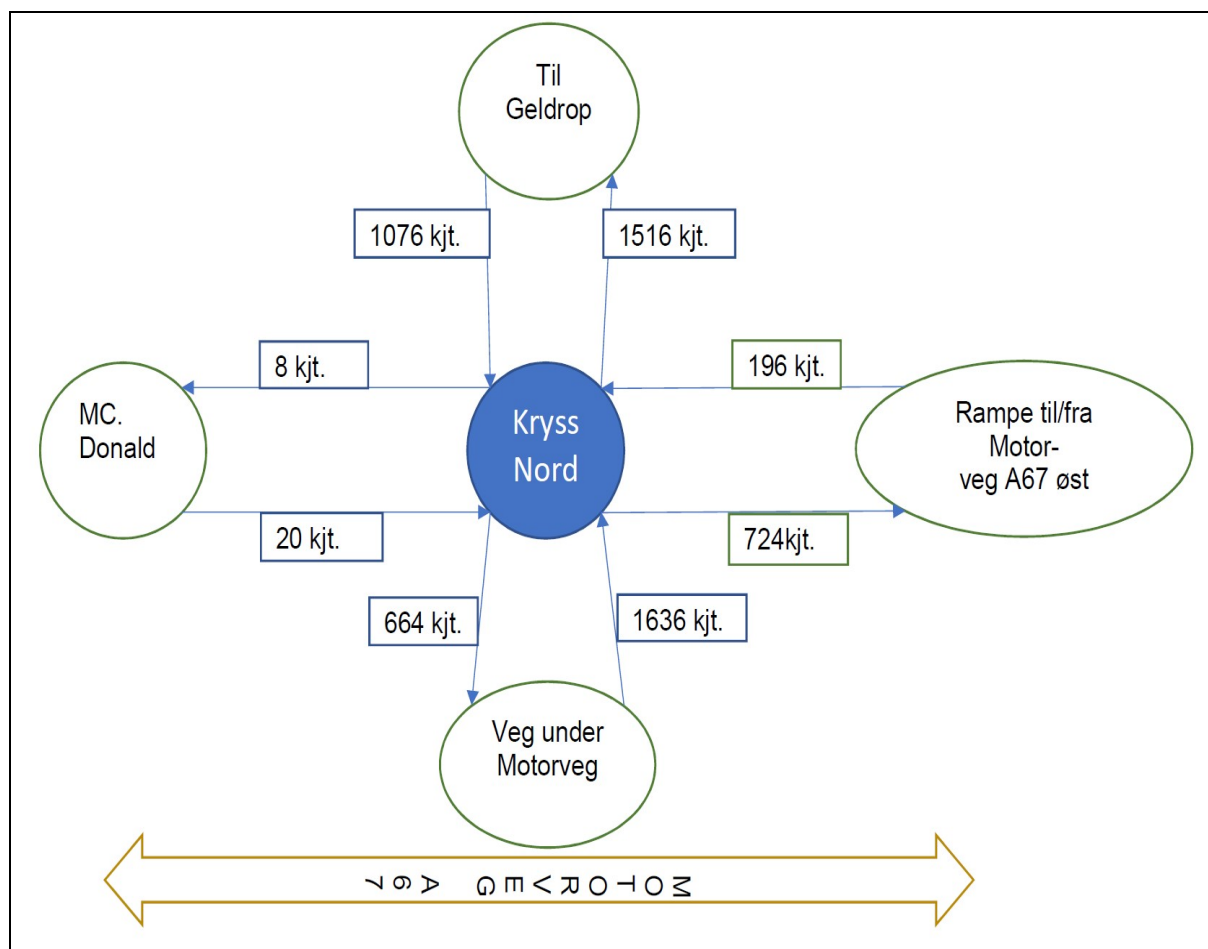 Til
Geldrop
1076 kjt.
1516 kjt.
8 kjt.
196 kjt.
MC.
Donald
Kryss
Nord
Rampe til/fra
Motor-
veg A67 øst
20 kjt.
724kjt.
664 kjt.
1636 kjt.
Veg under
Motorveg
MOTORVEG A67